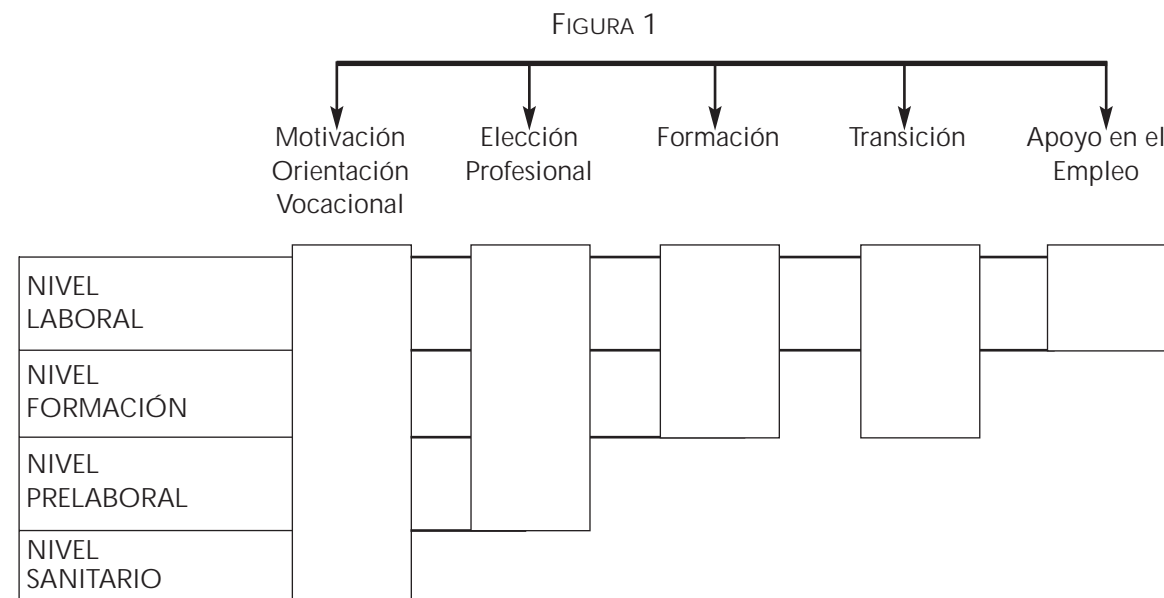 FIGURA 1
Motivación
Orientación
Vocacional
Elección
Profesional
Formación
Transición
Apoyo en el
Empleo
NIVEL
LABORAL
NIVEL
FORMACIÓN
NIVEL
PRELABORAL
NIVEL
SANITARIO